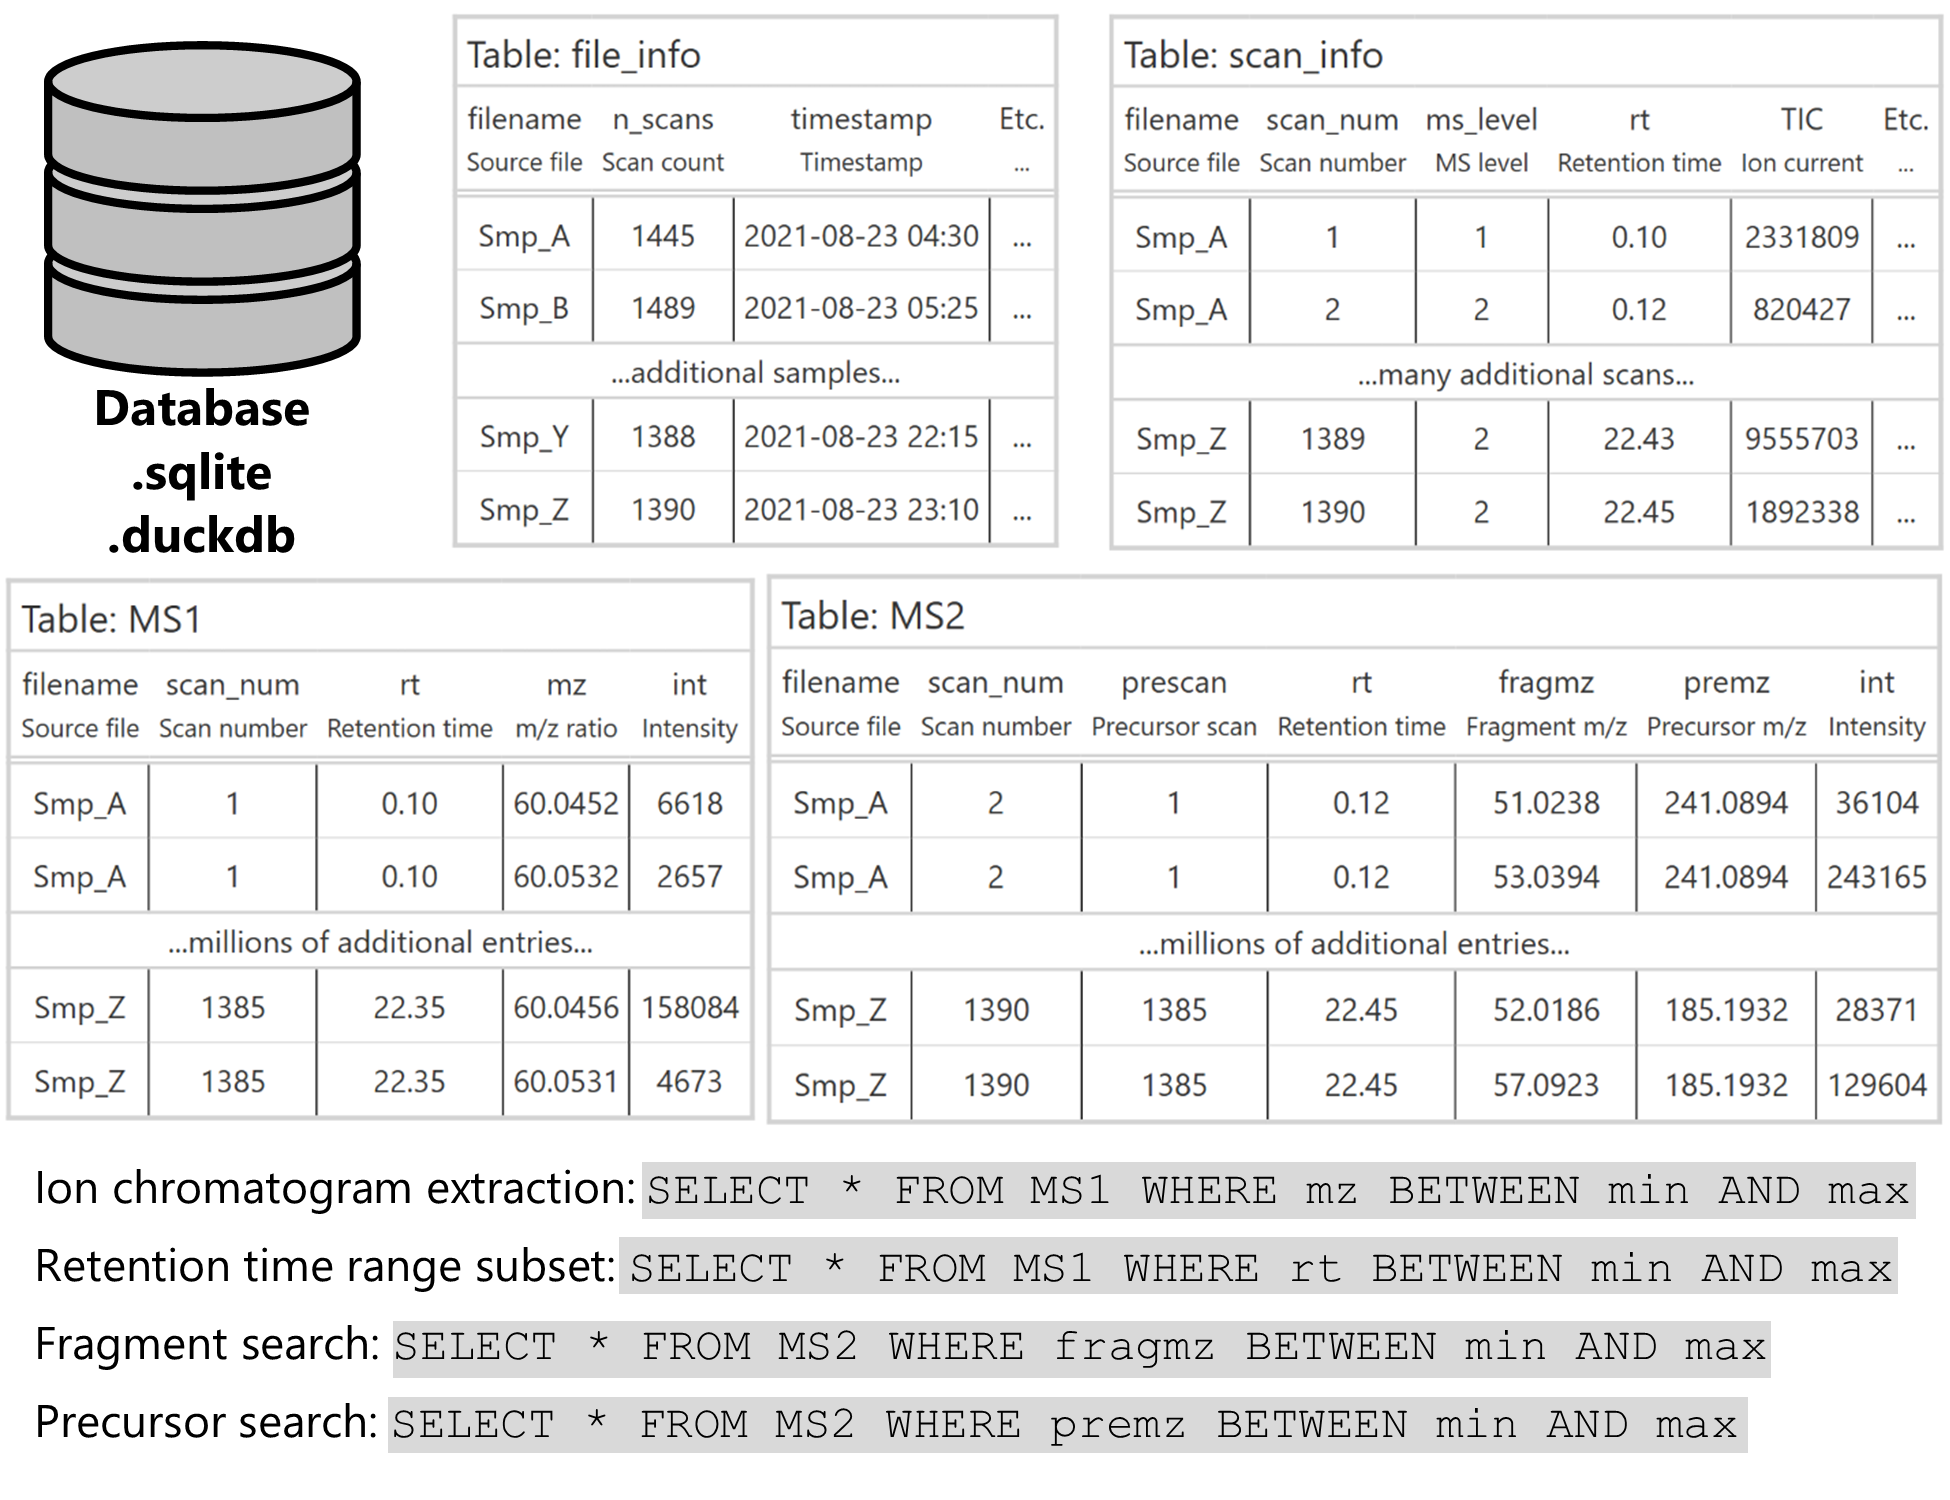 Database
.sqlite
.duckdb
Table: file_info
filename n_scans timestamp Etc.
Source file Scan count Timestamp ...
Smp_A 1445 2021-08-23 04:30 ...
Smp_B 1489 2021-08-23 05:25 ...
...additional samples...
Smp_Y 1388 2021-08-23 22:15 ...
Smp_Z 1390 2021-08-23 23:10 ...
Table: scan_info
filename scan_num ms_level rt TIC Etc.
Source file Scan number MS level Retention time Ion current ...
Smp_A 1 1 0.10 2331809 ...
Smp_A 2 2 0.12 820427 ...
...many additional scans...
Smp_Z 1389 2 22.43 9555703 ...
Smp_Z 1390 2 22.45 1892338 ...
Table: MS1
filename scan_num rt mz int
Source file Scan number Retention time m/z ratio Intensity
Smp_A 1 0.10 60.0452 6618
Smp_A 1 0.10 60.0532 2657
...millions of additional entries...
Smp_Z 1385 22.35 60.0456 158084
Smp_Z 1385 22.35 60.0531 4673
Table: MS2
filename scan_num prescan rt fragmz premz int
Source file Scan number Precursor scan Retention time Fragment m/z Precursor m/z Intensity
Smp_A 2 1 0.12 51.0238 241.0894 36104
Smp_A 2 1 0.12 53.0394 241.0894 243165
...millions of additional entries...
Smp_Z 1390 1385 22.45 52.0186 185.1932 28371
Smp_Z 1390 1385 22.45 57.0923 185.1932 129604
Ion chromatogram extraction: SELECT * FROM MS1 WHERE mz BETWEEN min AND max
Retention time range subset: SELECT * FROM MS1 WHERE rt BETWEEN min AND max
Fragment search: SELECT * FROM MS2 WHERE fragmz BETWEEN min AND max
Precursor search: SELECT * FROM MS2 WHERE premz BETWEEN min AND max